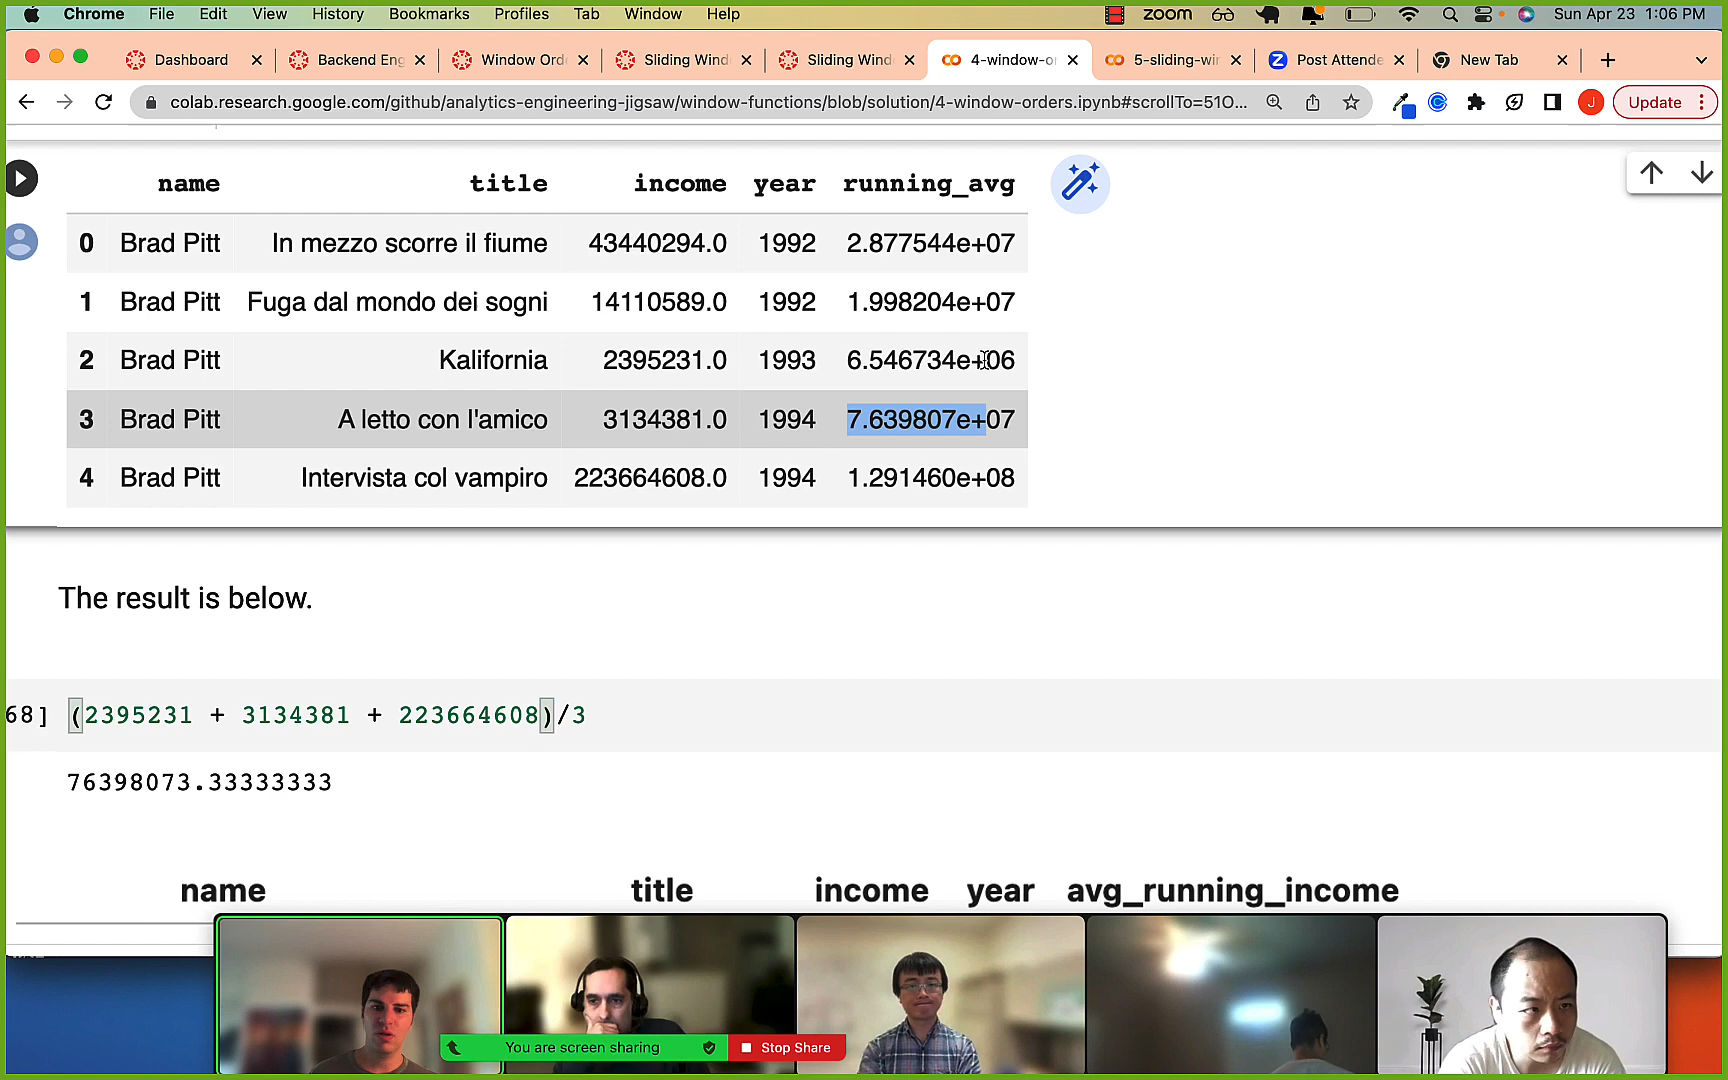 Chrome File Edit View History Bookmarks Profiles Tab Window Help zoom Sun Apr 23 1:06 PM
Dashboard Backend Eng Window Ord Sliding Wind Sliding Wind 4-window-or 5-sliding-wir Post Attende New Tab
colab.research.google.com/github/analytics-engineering-jigsaw/window-functions/blob/solution/4-window-orders.ipynb#scrollTo=51O... J Update
name title income year running_avg
0 Brad Pitt In mezzo scorre il fiume 43440294.0 1992 2.877544e+07
1 Brad Pitt Fuga dal mondo dei sogni 14110589.0 1992 1.998204e+07
2 Brad Pitt Kalifornia 2395231.0 1993 6.546734e+06
3 Brad Pitt A letto con l'amico 3134381.0 1994 7.639807e+07
4 Brad Pitt Intervista col vampiro 223664608.0 1994 1.291460e+08
The result is below.
68] (2395231 + 3134381 + 223664608)/3
76398073.33333333
name title income year avg_running_income
You are screen sharing Stop Share